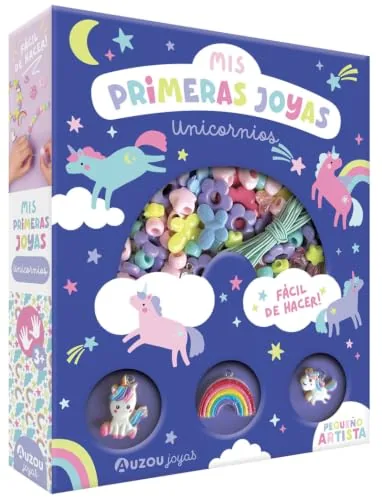 FÁCIL
DE HACER!
MIS
PRIMERAS
JOYAS
Unicornios
3+
MIS
PRIMERAS JOYAS
Unicornios
FÁCIL
DE HACER!
PEQUEÑO
ARTISTA
AUZOU joyas